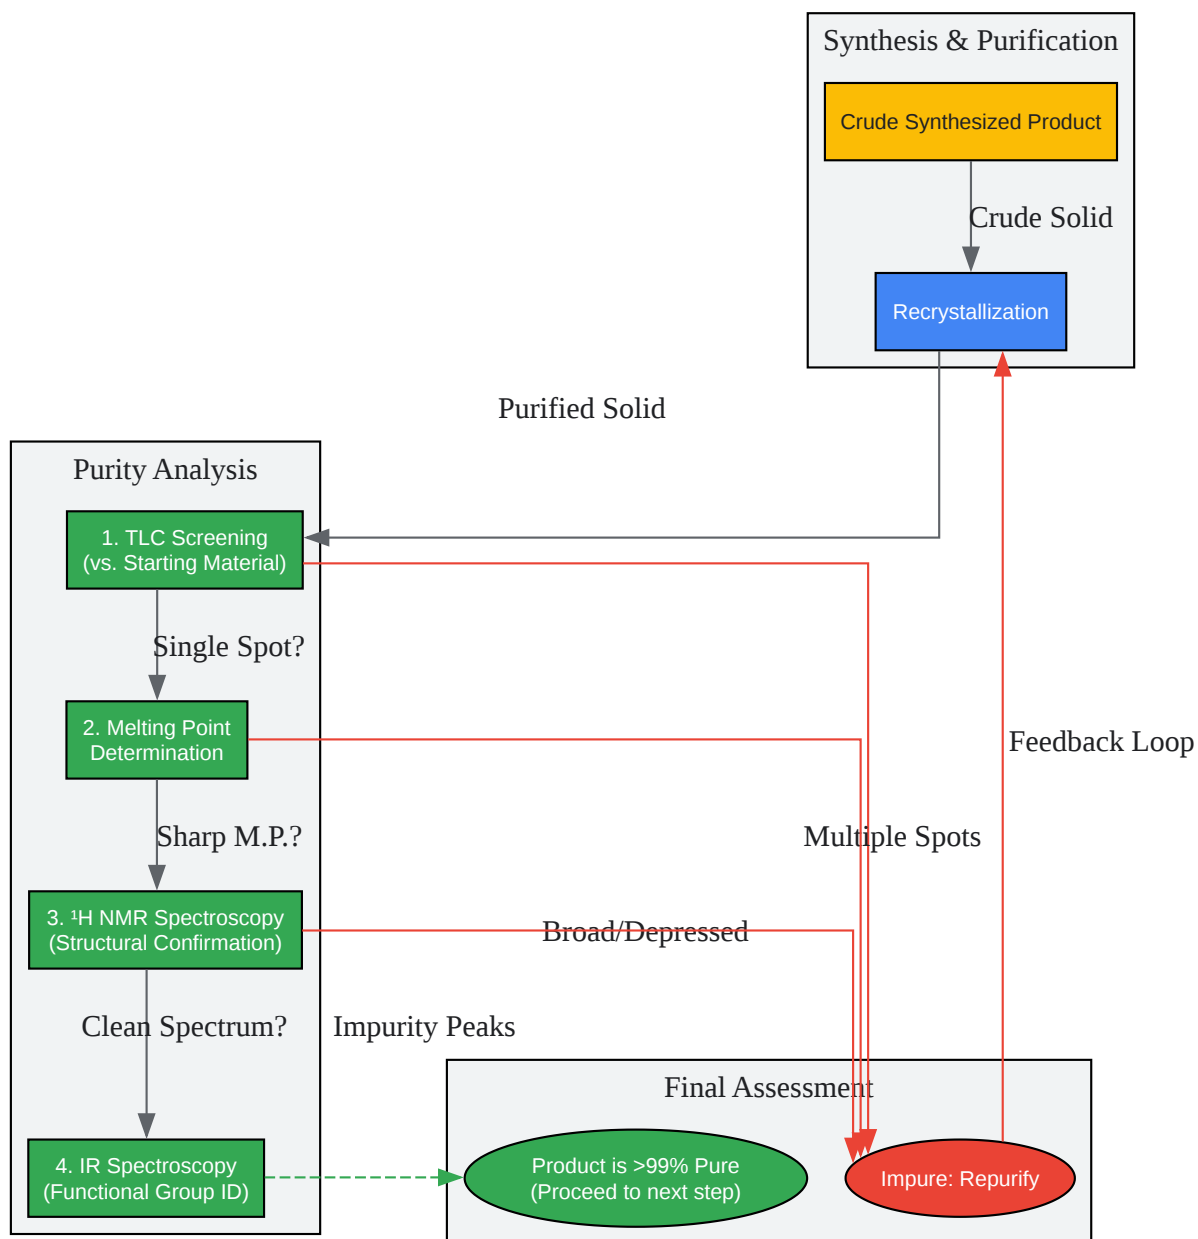 Synthesis & Purification
Crude Synthesized Product
Crude Solid
Recrystallization
Purified Solid
Purity Analysis
1. TLC Screening
(vs. Starting Material)
Single Spot?
2. Melting Point
Determination
Feedback Loop
Sharp M.P.?
Multiple Spots
3. ¹H NMR Spectroscopy
(Structural Confirmation)
Broad/Depressed
Clean Spectrum?
Impurity Peaks
Final Assessment
4. IR Spectroscopy
(Functional Group ID)
Product is >99% Pure
(Proceed to next step)
Impure: Repurify